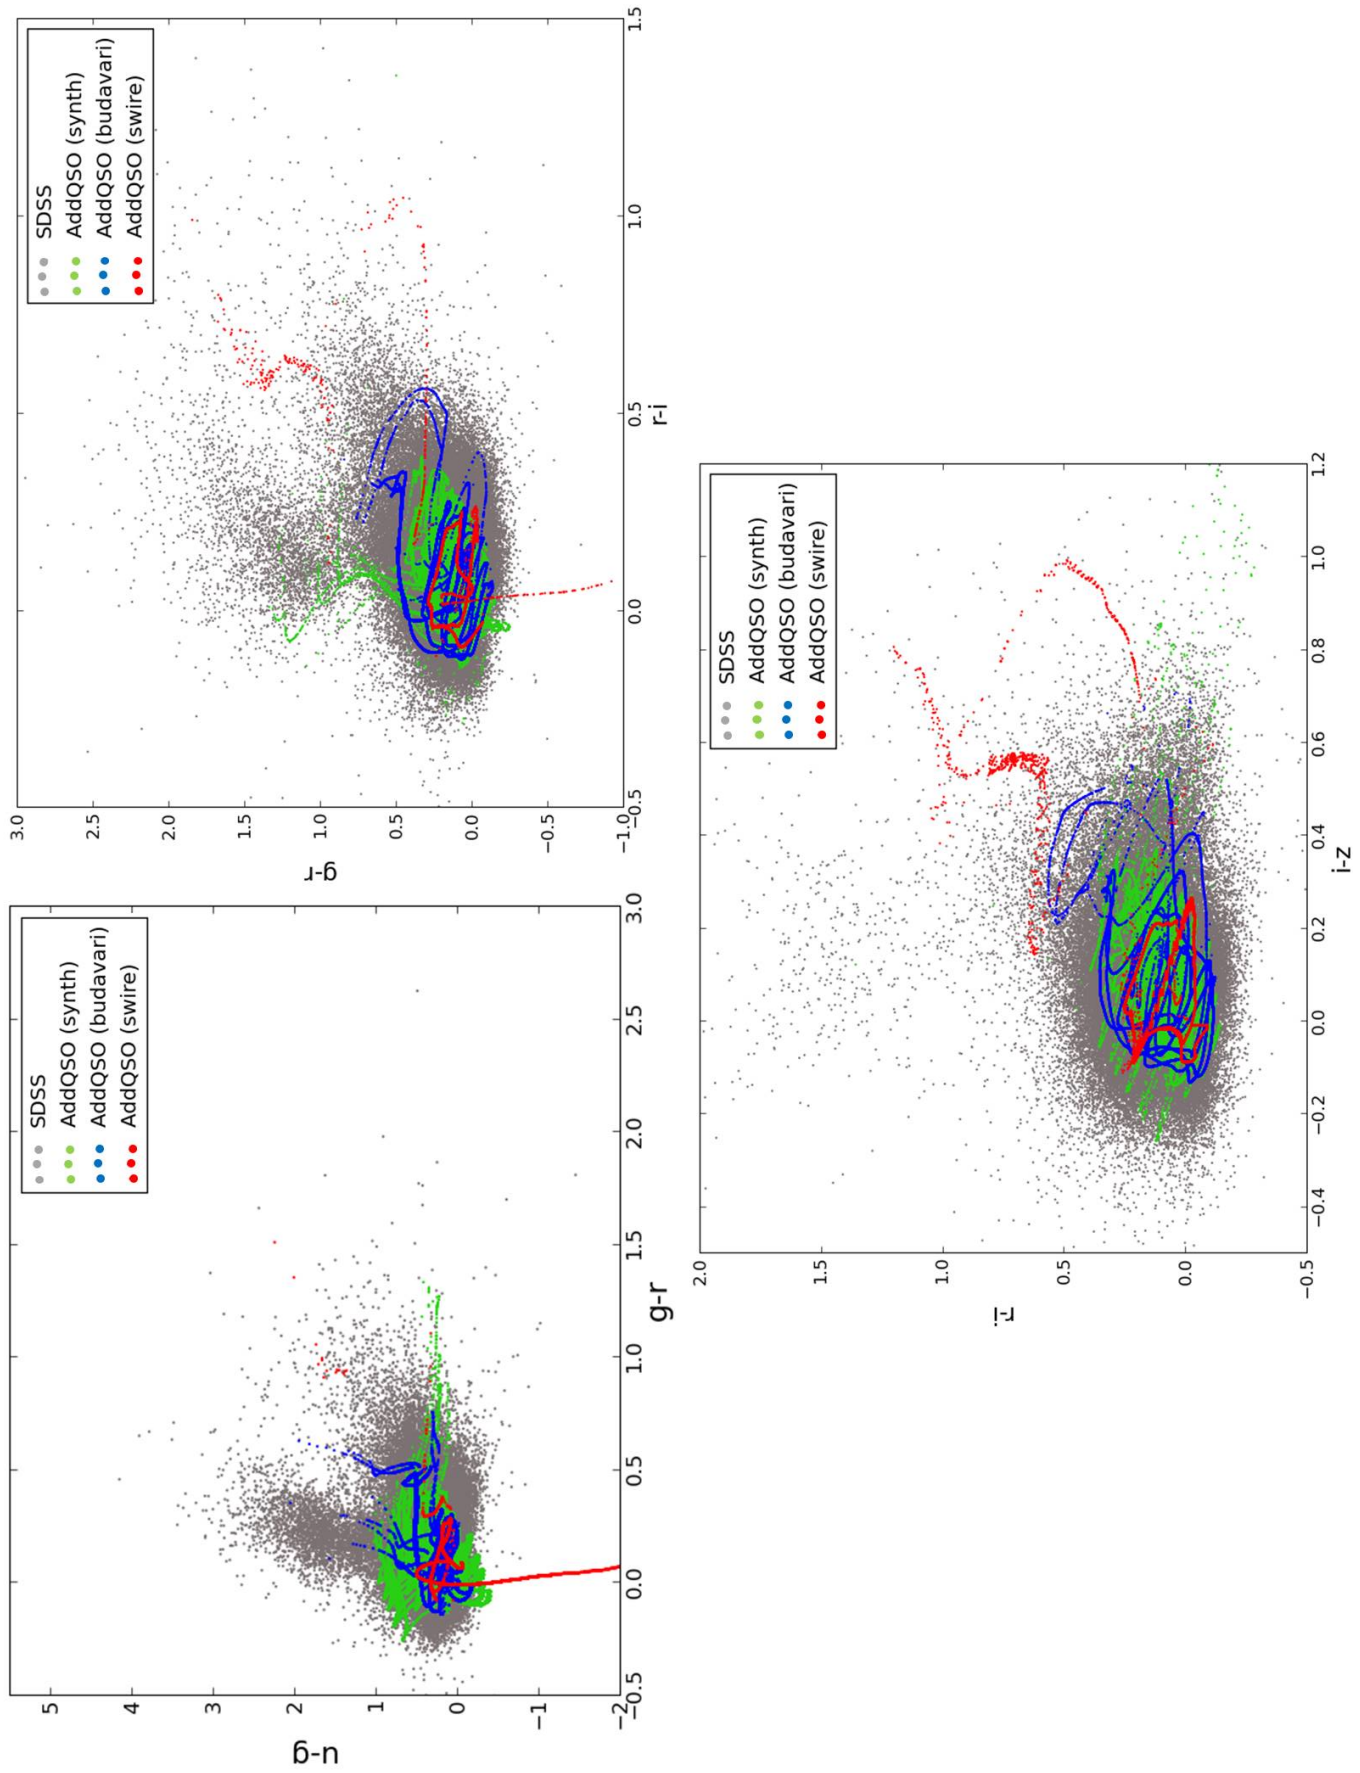 SDSS
AddQSO (synth)
AddQSO (budavari)
AddQSO (swire)
5
4
3
2
1
0
−1
−2
u-g
−0.5
0.0
0.5
1.0
1.5
2.0
2.5
3.0
g-r
SDSS
AddQSO (synth)
AddQSO (budavari)
AddQSO (swire)
3.0
2.5
2.0
1.5
1.0
0.5
0.0
−0.5
−1.0
g-r
−0.5
0.0
0.5
1.0
1.5
r-i
SDSS
AddQSO (synth)
AddQSO (budavari)
AddQSO (swire)
2.0
1.5
1.0
0.5
0.0
−0.5
r-i
−0.4
−0.2
0.0
0.2
0.4
0.6
0.8
1.0
1.2
i-z